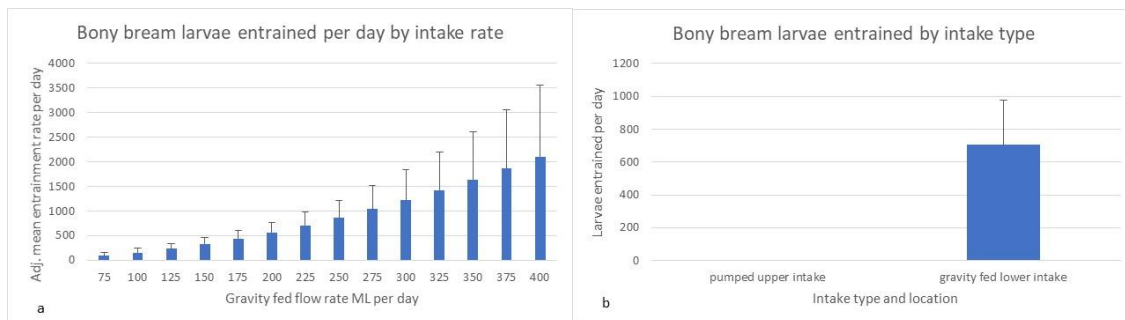 Bony bream larvae entrained per day by intake rate
Adj. mean entrainment rate per day
4000
3500
3000
2500
2000
1500
1000
500
0
75 100 125 150 175 200 225 250 275 300 325 350 375 400
Gravity fed flow rate ML per day
a
Bony bream larvae entrained by intake type
Larvae entrained per day
1200
1000
800
600
400
200
0
pumped upper intake gravity fed lower intake
Intake type and location
b